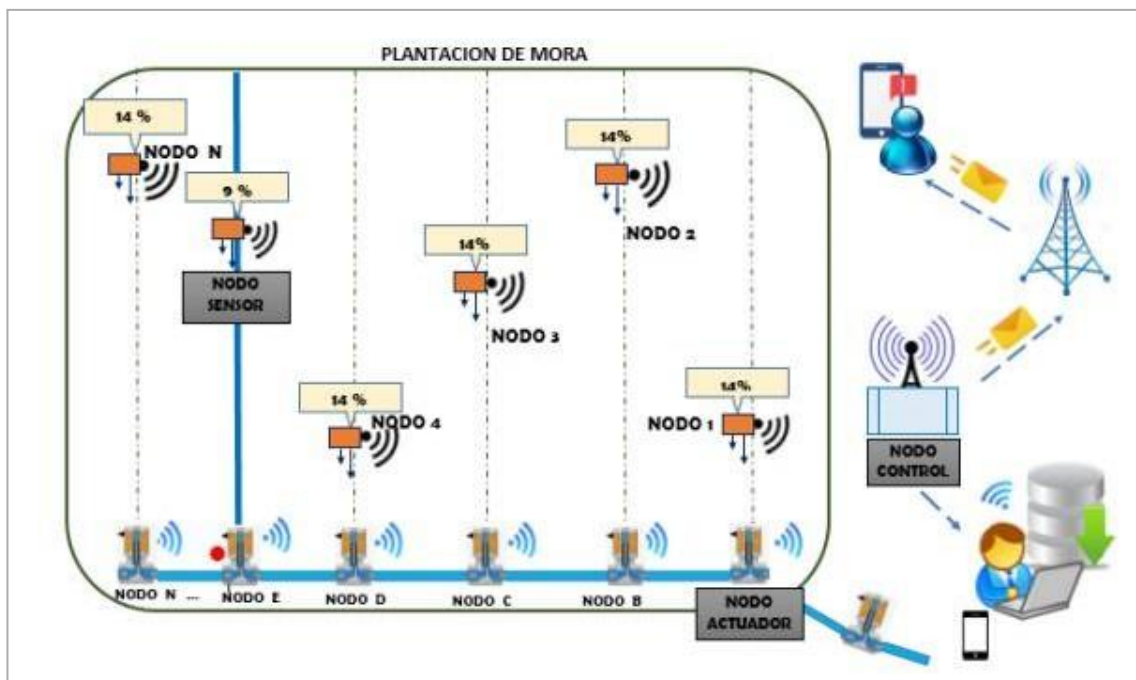 PLANTACION DE MORA
14 %
NODO N
9 %
NODO
SENSOR
14%
NODO 2
14%
NODO 3
14 %
NODO 4
14%
NODO 1
NODO
CONTROL
NODO N ...
NODO E
NODO D
NODO C
NODO B
NODO
ACTUADOR